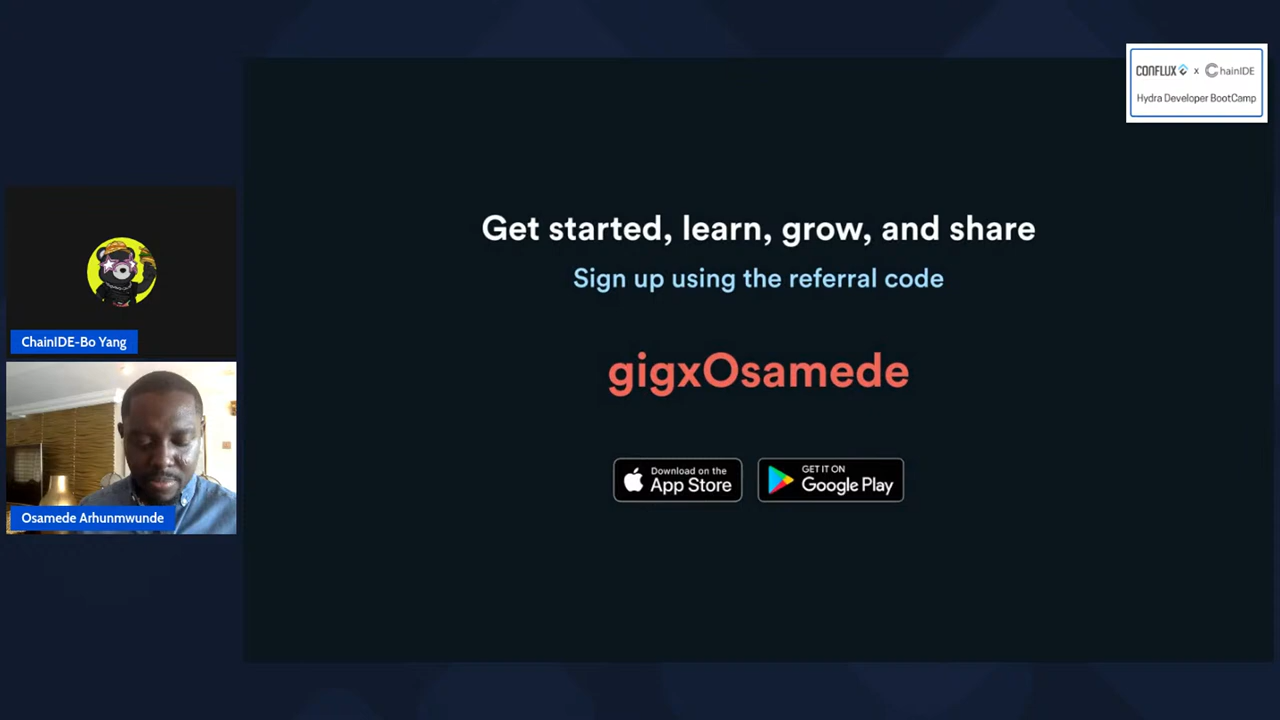 CONFLUX x ChainIDE
Hydra Developer BootCamp
Get started, learn, grow, and share
Sign up using the referral code
gigxOsamede
Download on the
App Store
GET IT ON
Google Play
ChainIDE-Bo Yang
Osamede Arhunmwunde